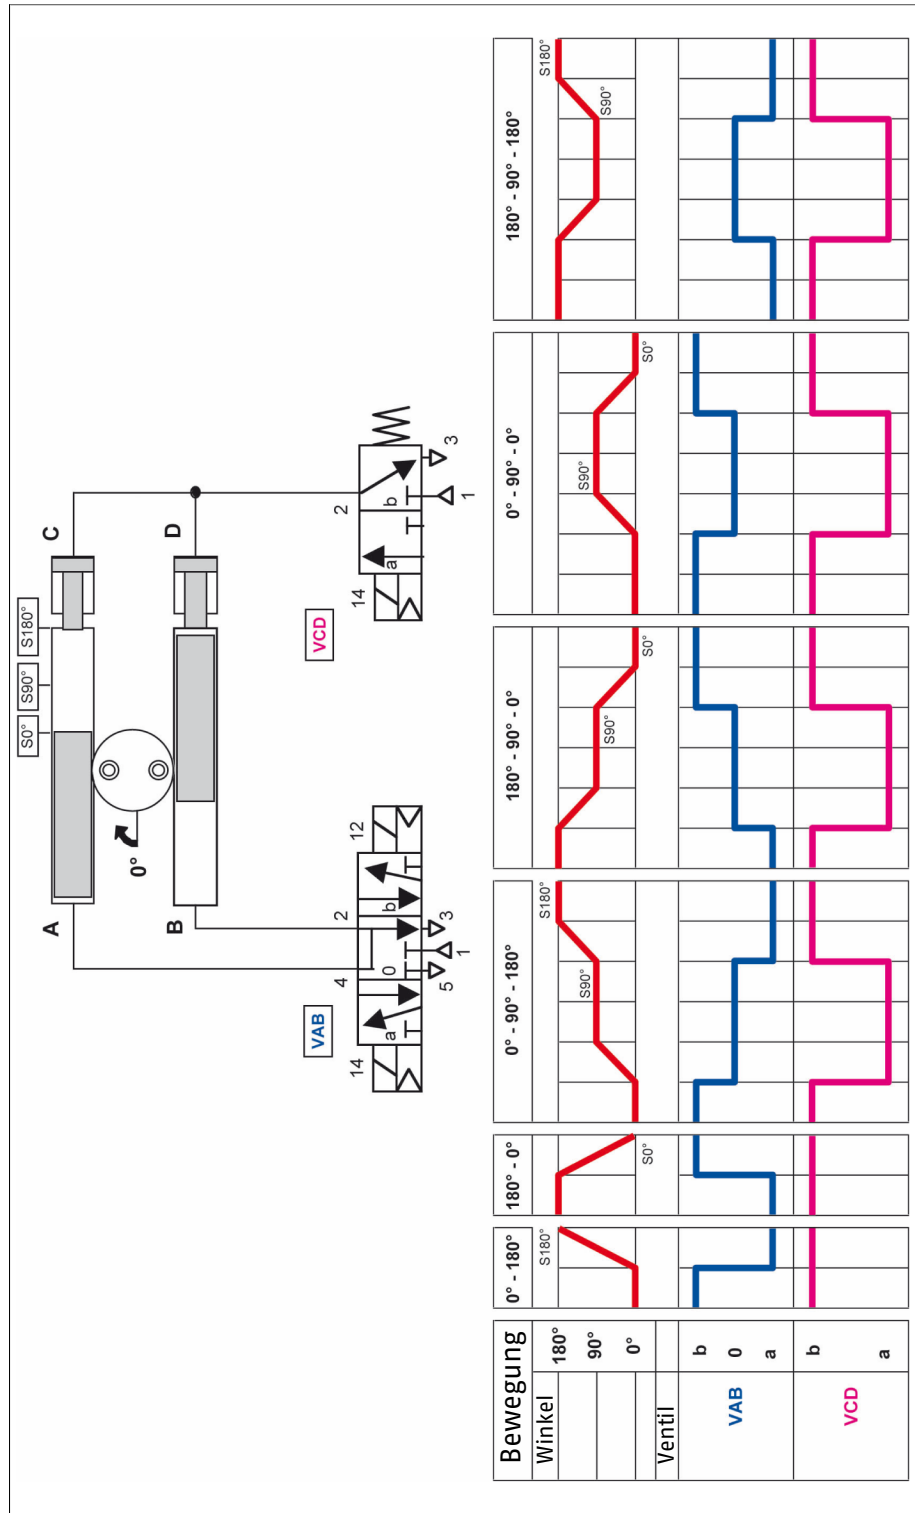 A
B
C
D
S0°
S90°
S180°
0°
VAB
14
a
4
0
2
b
12
5
1
3
VCD
14
a
2
b
1
3
Bewegung
0° - 180°
180° - 0°
0° - 90° - 180°
180° - 90° - 0°
0° - 90° - 0°
180° - 90° - 180°
Winkel
180°
90°
0°
S180°
S0°
S90°
S180°
S90°
S0°
S90°
S0°
S90°
S180°
Ventil
VAB
b
0
a
VCD
b
a